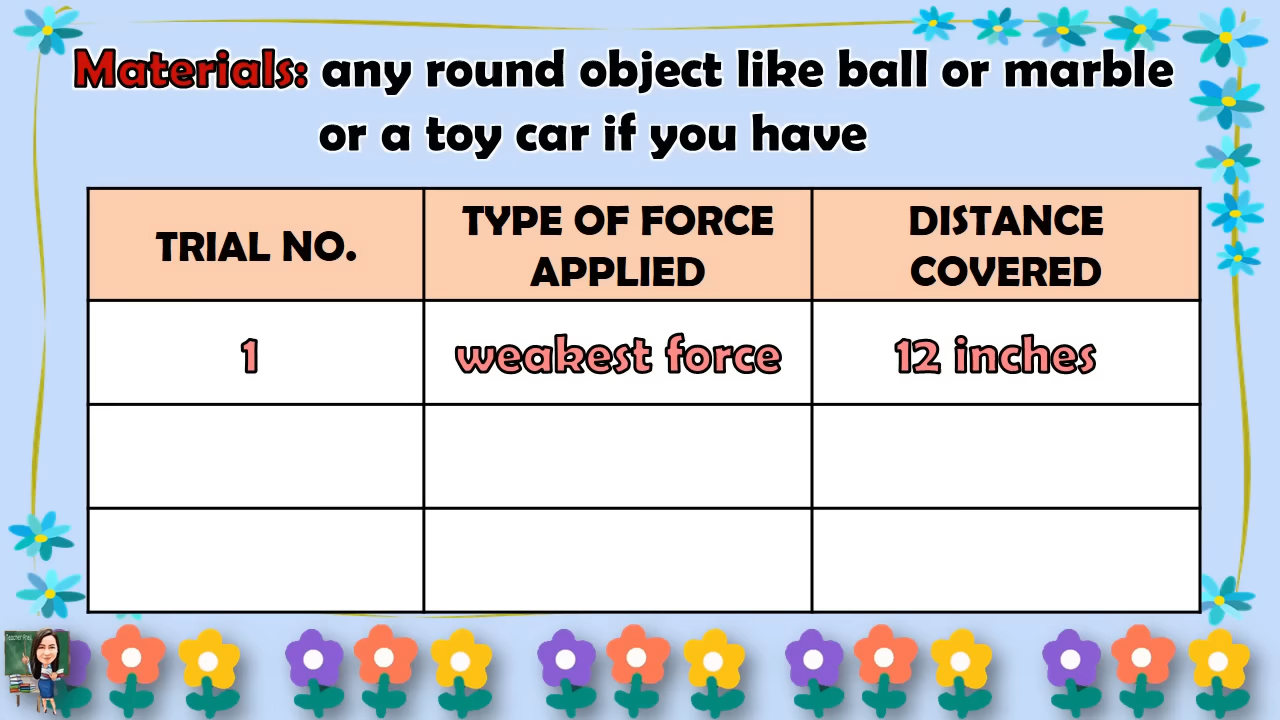 Materials: any round object like ball or marble
or a toy car if you have
TRIAL NO.
TYPE OF FORCE
APPLIED
DISTANCE
COVERED
1
weakest force
12 inches